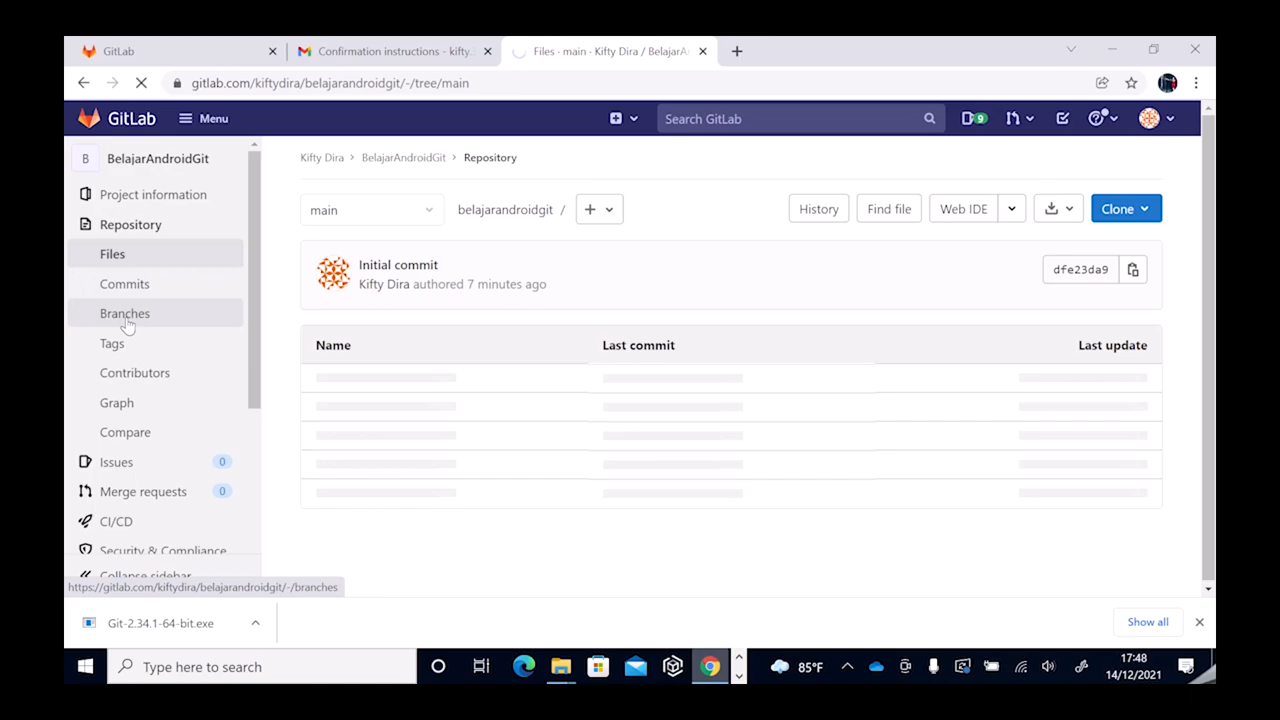 GitLab
Confirmation instructions - kifty.
Files · main · Kifty Dira / BelajarA
gitlab.com/kiftydira/belajarandroidgit/-/tree/main
GitLab
Menu
Search GitLab
9
B
BelajarAndroidGit
Project information
Repository
Files
Commits
Branches
Tags
Contributors
Graph
Compare
Issues
0
Merge requests
0
CI/CD
Security & Compliance
Collapse sidebar
Kifty Dira > BelajarAndroidGit > Repository
main
belajarandroidgit /
History
Find file
Web IDE
Clone
Initial commit
Kifty Dira authored 7 minutes ago
dfe23da9
Name
Last commit
Last update
https://gitlab.com/kiftydira/belajarandroidgit/-/branches
Git-2.34.1-64-bit.exe
Show all
Type here to search
85°F
17:48
14/12/2021